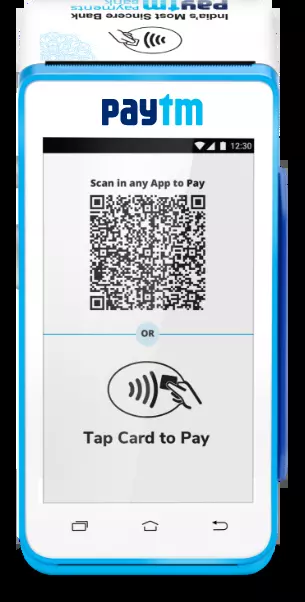 paytm Payments Bank
India's Most Sincere Bank
paytm
12:30
Scan in any App to Pay
OR
Tap Card to Pay